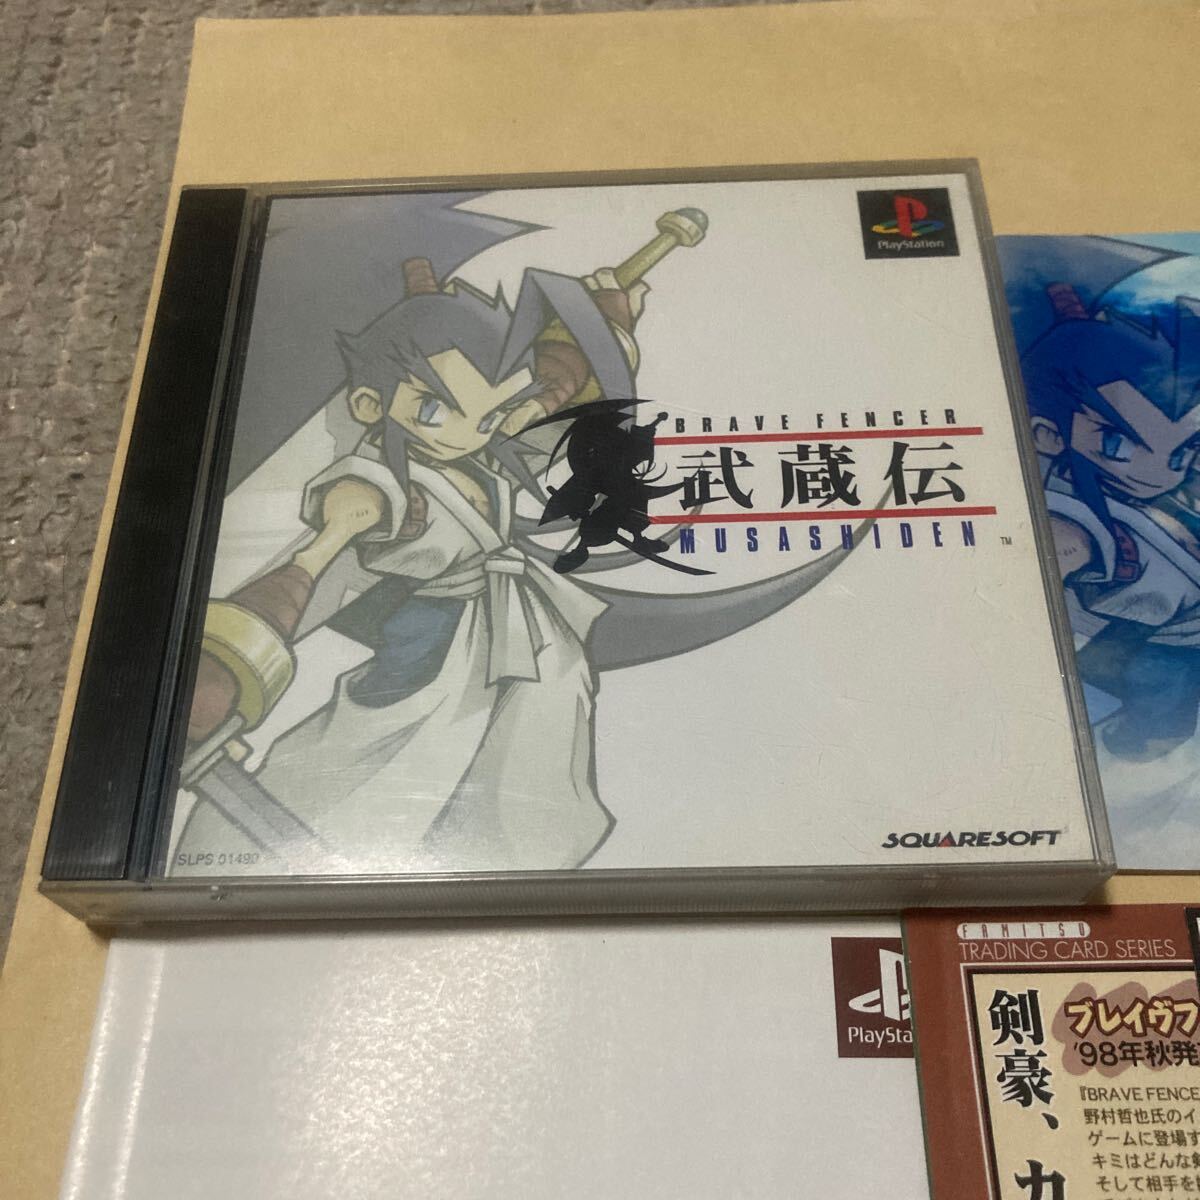 PlayStation
BRAVE FENCER
武蔵伝
MUSASHIDEN TM
SQUARESOFT
SLPS 01490
FAMITSU
TRADING CARD SERIES
PlaySta
剣豪、
ブレイヴフ
'98年秋発
『BRAVE FENCE
野村哲也氏のイ
ゲームに登場す
キミはどんな剣
そして相手を